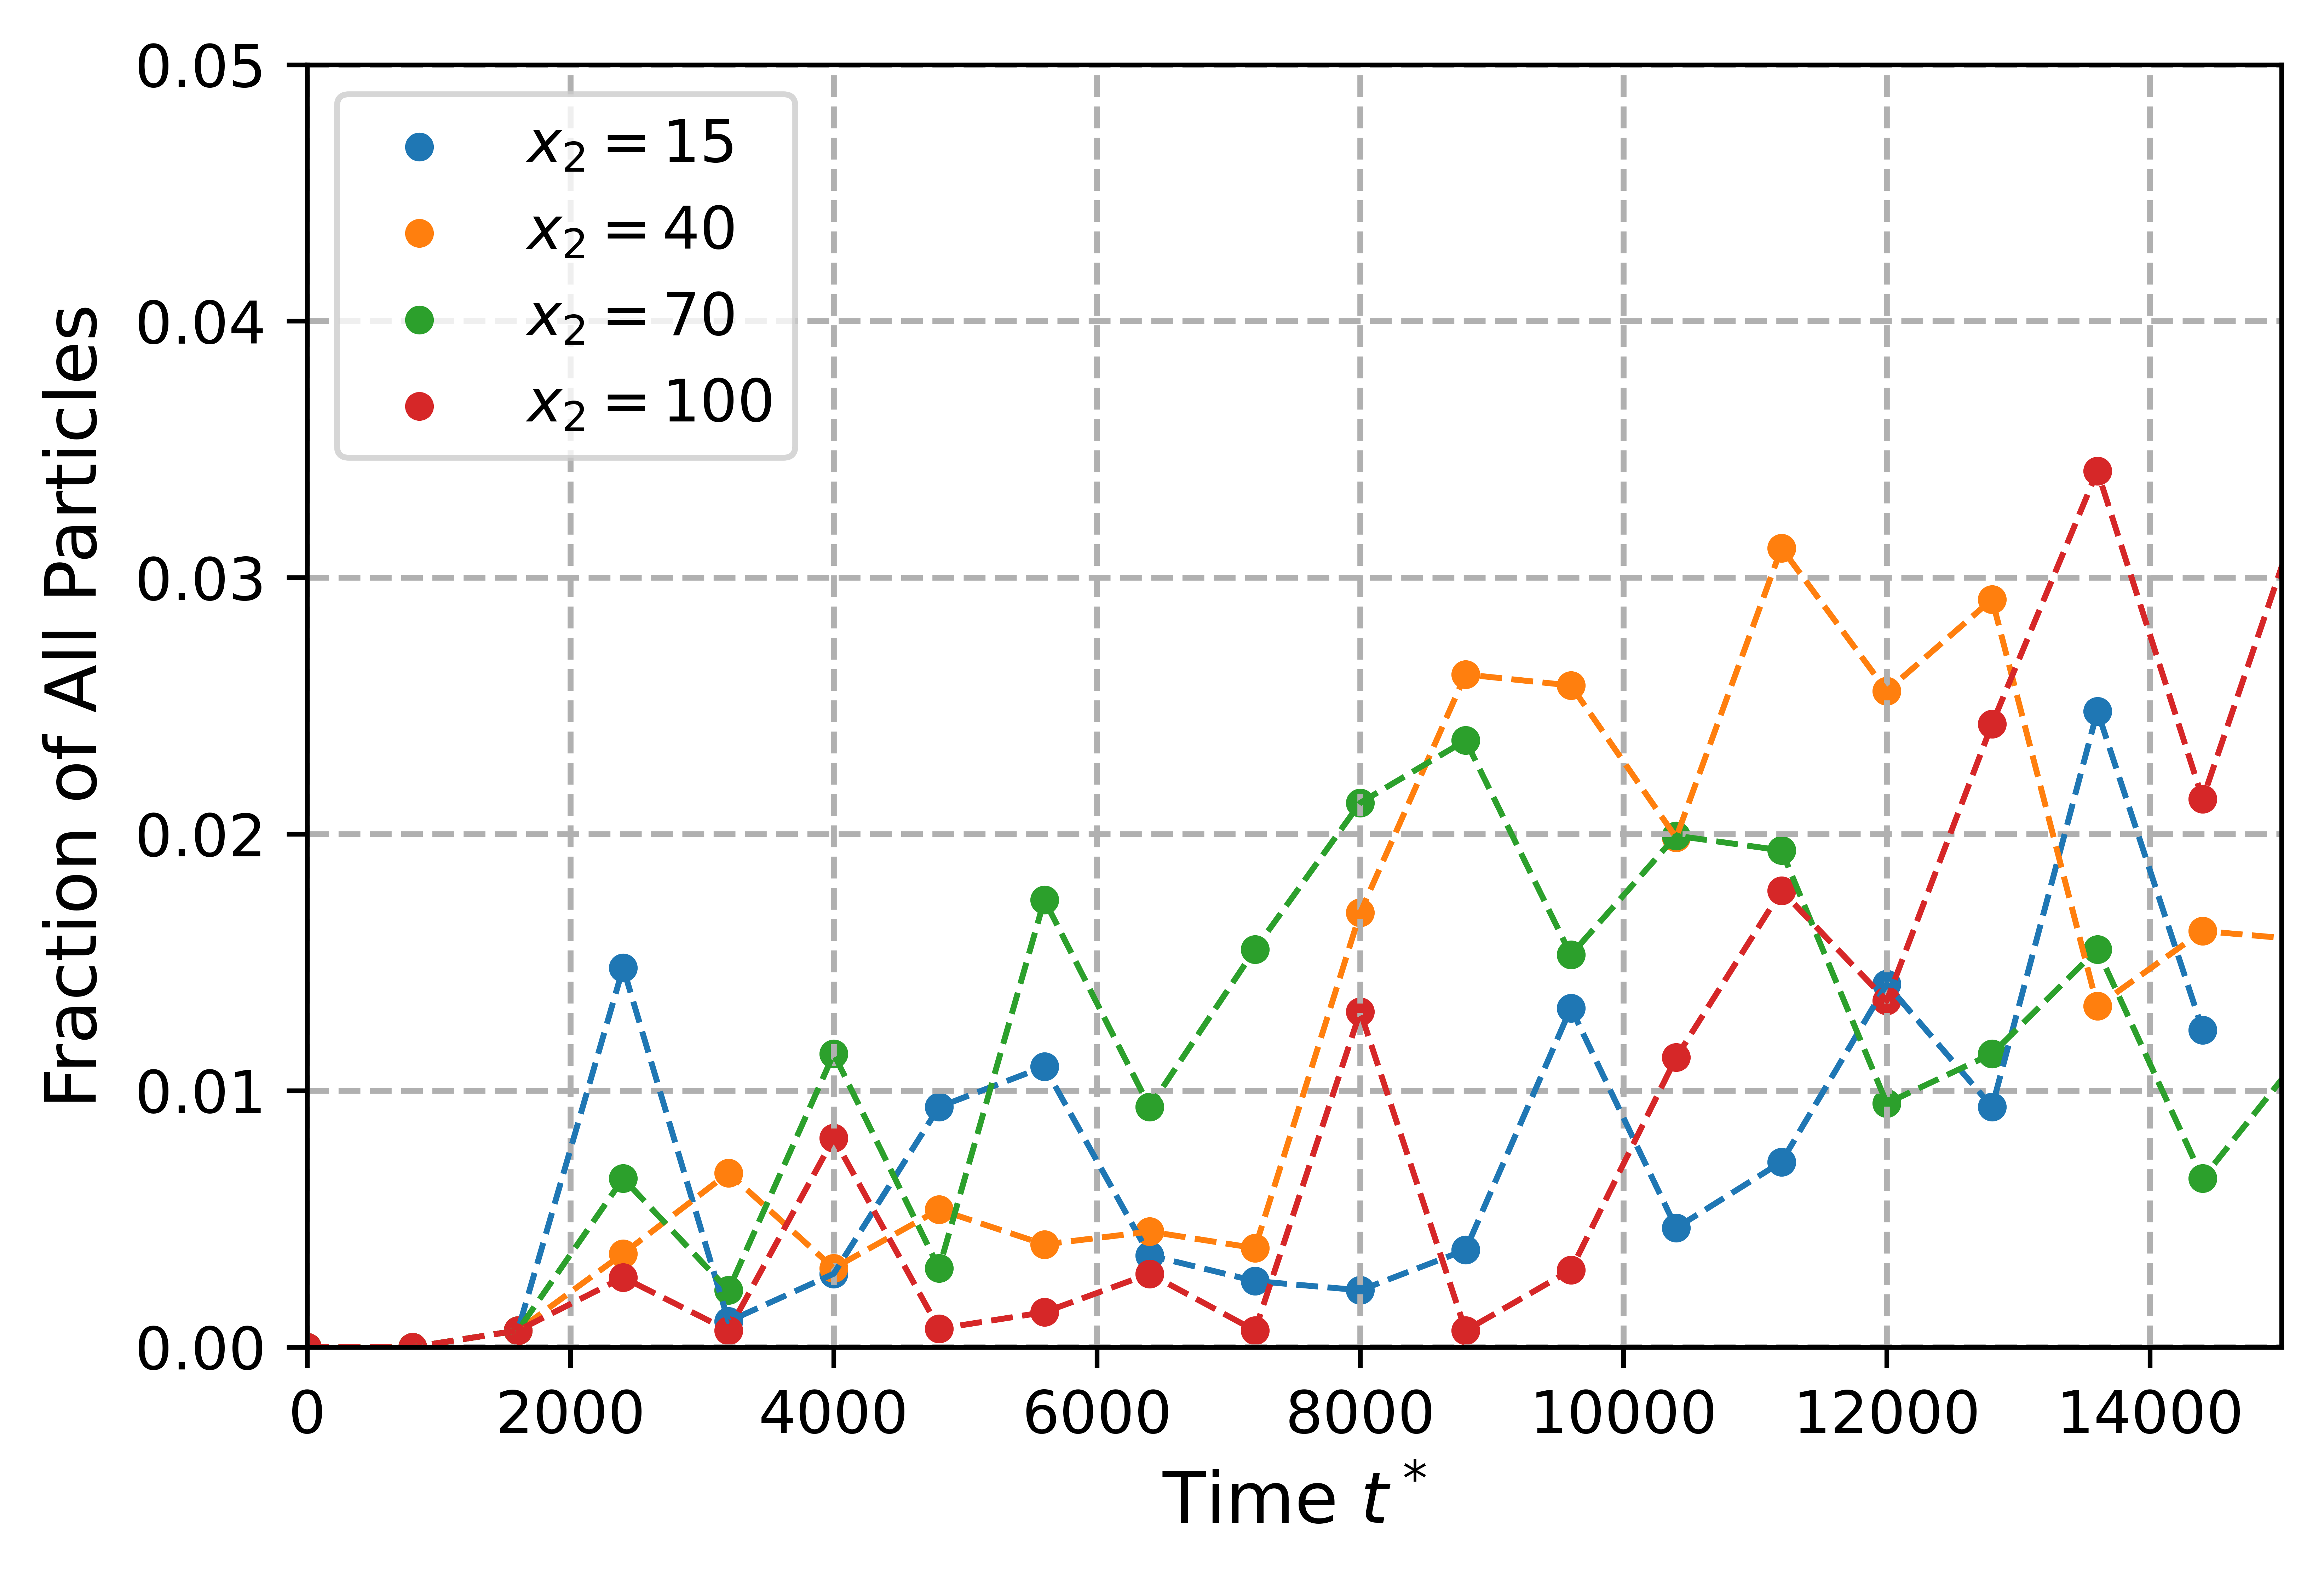 0.05
0.04
0.03
0.02
0.01
0.00
Fraction of All Particles
x₂ = 15
x₂ = 40
x₂ = 70
x₂ = 100
0 2000 4000 6000 8000 10000 12000 14000
Time t*